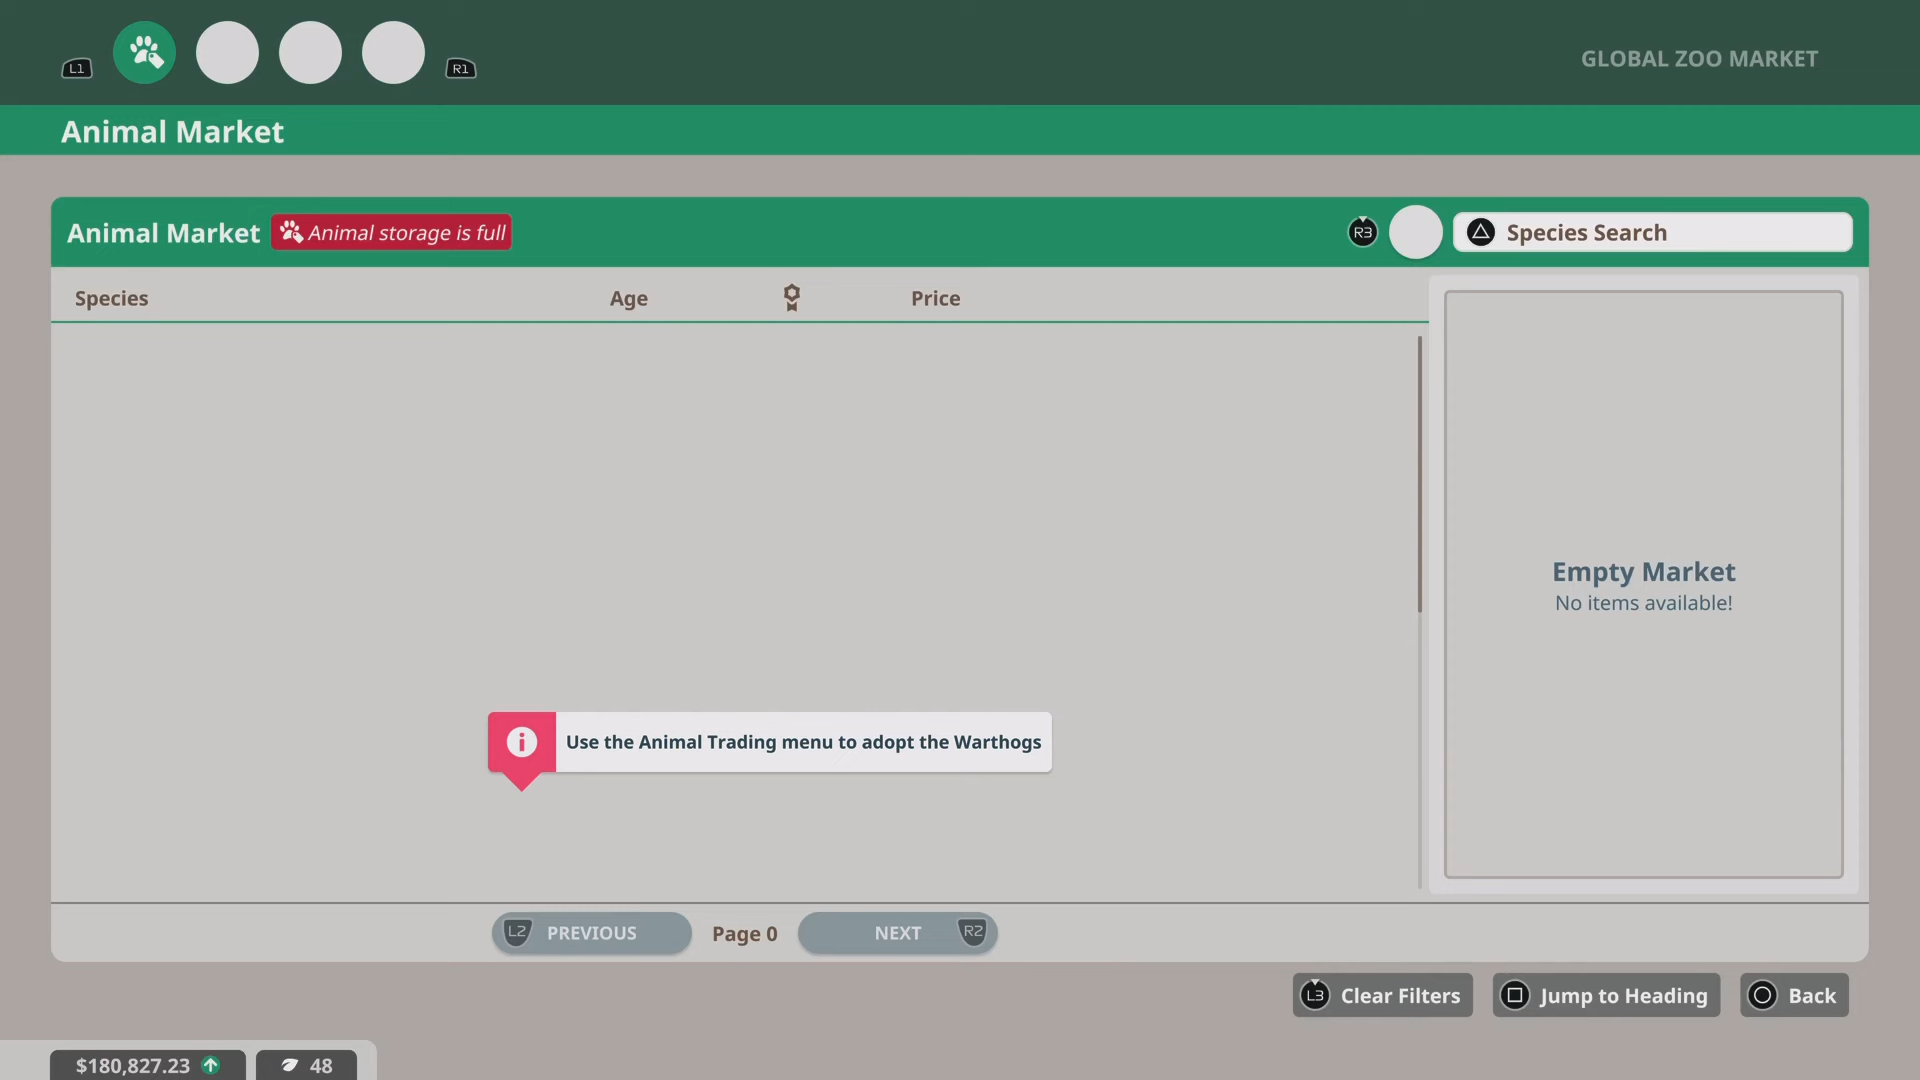 L1
R1
GLOBAL ZOO MARKET
Animal Market
Animal Market
Animal storage is full
R3
Species Search
Species
Age
Price
Empty Market
No items available!
Use the Animal Trading menu to adopt the Warthogs
L2 PREVIOUS
Page 0
NEXT R2
L3 Clear Filters
Jump to Heading
Back
$180,827.23
48